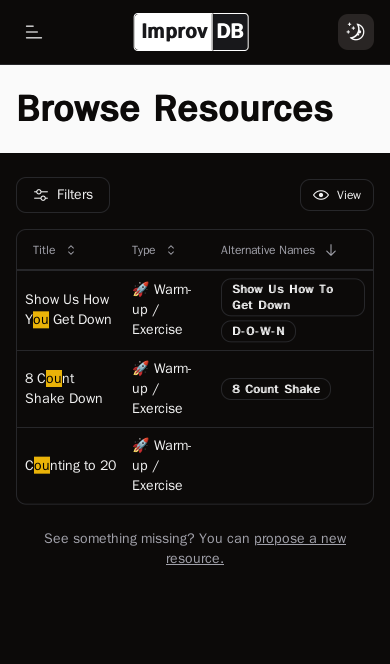 Improv DB
Browse Resources
Filters
View
Title Type Alternative Names
Show Us How
You Get Down
🚀 Warm-
up /
Exercise
Show Us How To
Get Down
D-O-W-N
8 Count
Shake Down
🚀 Warm-
up /
Exercise
8 Count Shake
Counting to 20
🚀 Warm-
up /
Exercise
See something missing? You can propose a new
resource.